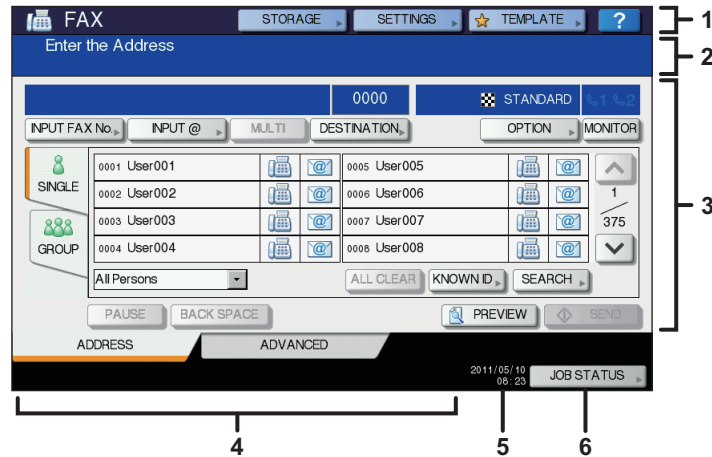 FAX STORAGE SETTINGS TEMPLATE ? 1
Enter the Address 2
0000 STANDARD 1 2
INPUT FAX No. INPUT @ MULTI DESTINATION OPTION MONITOR
SINGLE
GROUP
0001 User001 @ 0005 User005 @
0002 User002 @ 0006 User006 @ 1
0003 User003 @ 0007 User007 @ 375 3
0004 User004 @ 0008 User008 @
All Persons ALL CLEAR KNOWN ID SEARCH
PAUSE BACK SPACE PREVIEW SEND
ADDRESS ADVANCED
2011/05/10
08:23 JOB STATUS
4 5 6